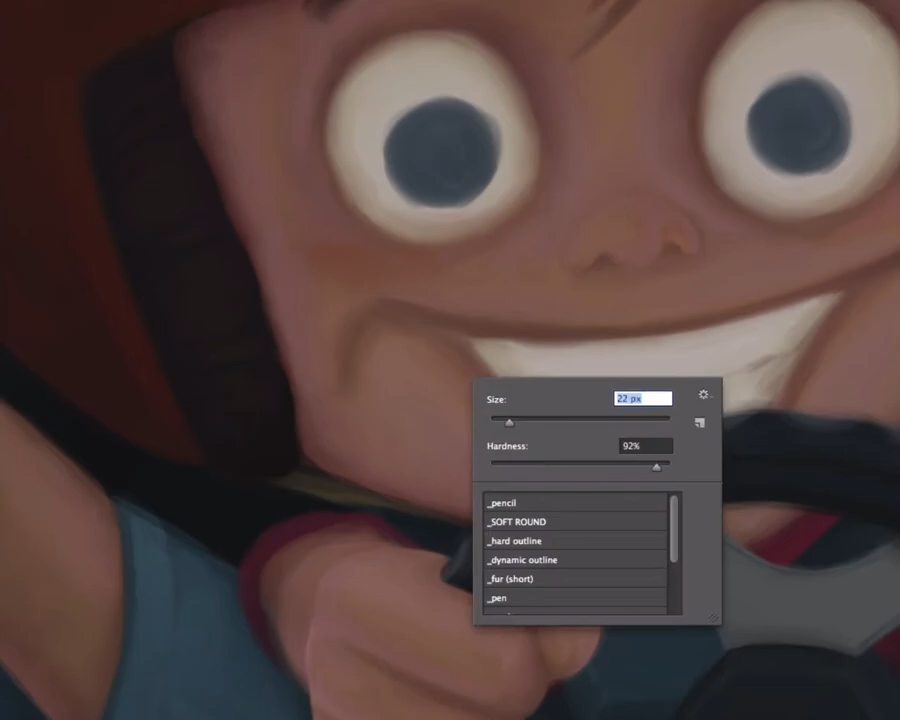 Size:
22 px
Hardness:
92%
_pencil
_SOFT ROUND
_hard outline
_dynamic outline
_fur (short)
_pen